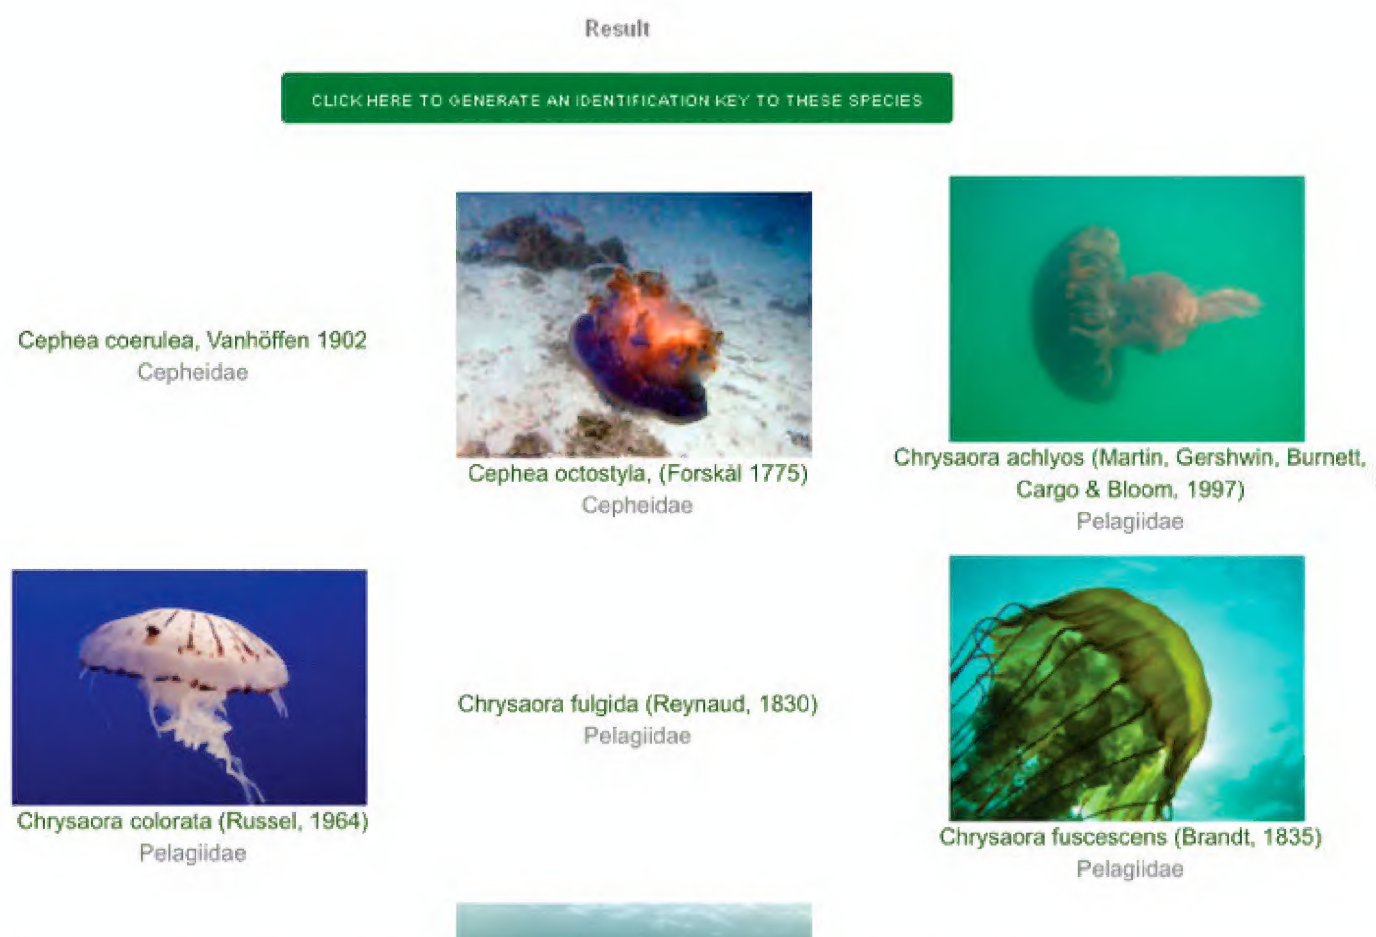 Result
CLICK HERE TO GENERATE AN IDENTIFICATION KEY TO THESE SPECIES
Cephea coerulea, Vanhöffen 1902
Cepheidae
Cephea octostyla, (Forskål 1775)
Cepheidae
Chrysaora achlyos (Martin, Gershwin, Burnett,
Cargo & Bloom, 1997)
Pelagiidae
Chrysaora colorata (Russel, 1964)
Pelagiidae
Chrysaora fulgida (Reynaud, 1830)
Pelagiidae
Chrysaora fuscescens (Brandt, 1835)
Pelagiidae